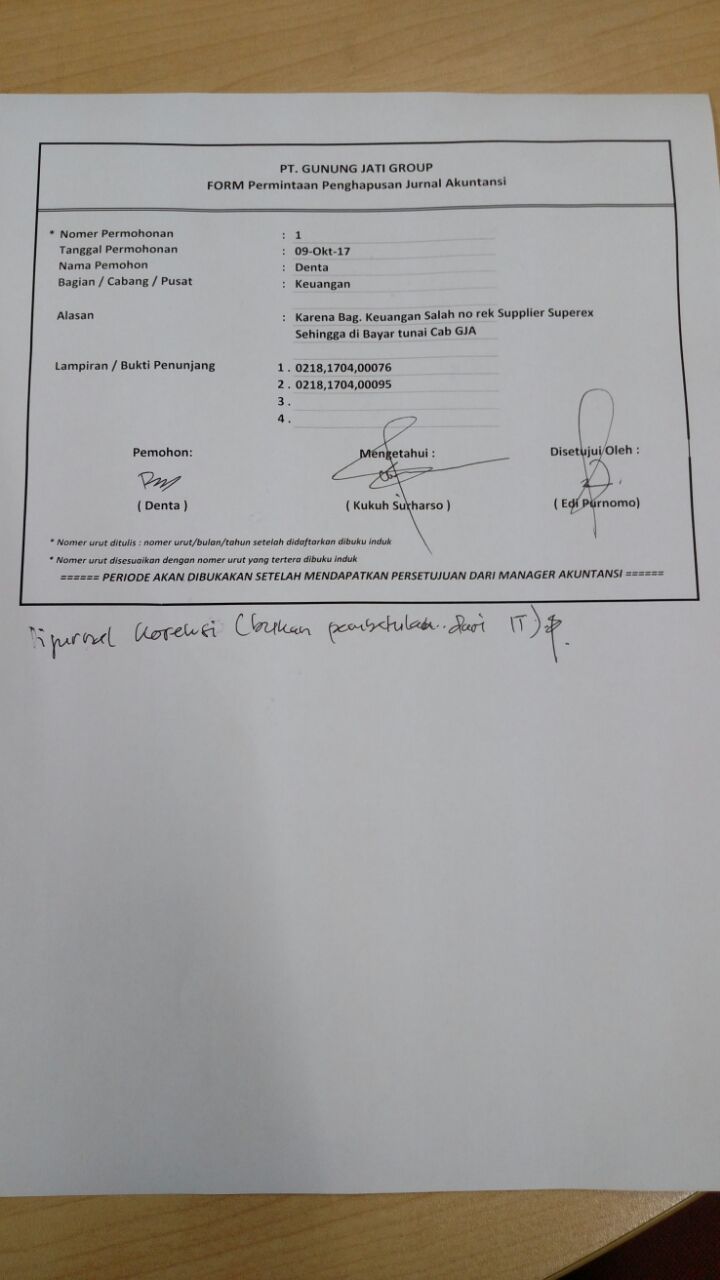 PT. GUNUNG JATI GROUP
FORM Permintaan Penghapusan Jurnal Akuntansi
* Nomer Permohonan : 1
Tanggal Permohonan : 09-Okt-17
Nama Pemohon : Denta
Bagian / Cabang / Pusat : Keuangan
Alasan : Karena Bag. Keuangan Salah no rek Supplier Superex
Sehingga di Bayar tunai Cab GJA
Lampiran / Bukti Penunjang 1 . 0218,1704,00076
2 . 0218,1704,00095
3 .
4 .
Pemohon: Mengetahui : Disetujui Oleh :
( Denta ) ( Kukuh Surharso ) ( Edi Purnomo)
* Nomer urut ditulis : nomer urut/bulan/tahun setelah didaftarkan dibuku induk
* Nomer urut disesuaikan dengan nomer urut yang tertera dibuku induk
====== PERIODE AKAN DIBUKAKAN SETELAH MENDAPATKAN PERSETUJUAN DARI MANAGER AKUNTANSI ======
Dijurnal Koreksi (bukan pembetulan.. dari IT)